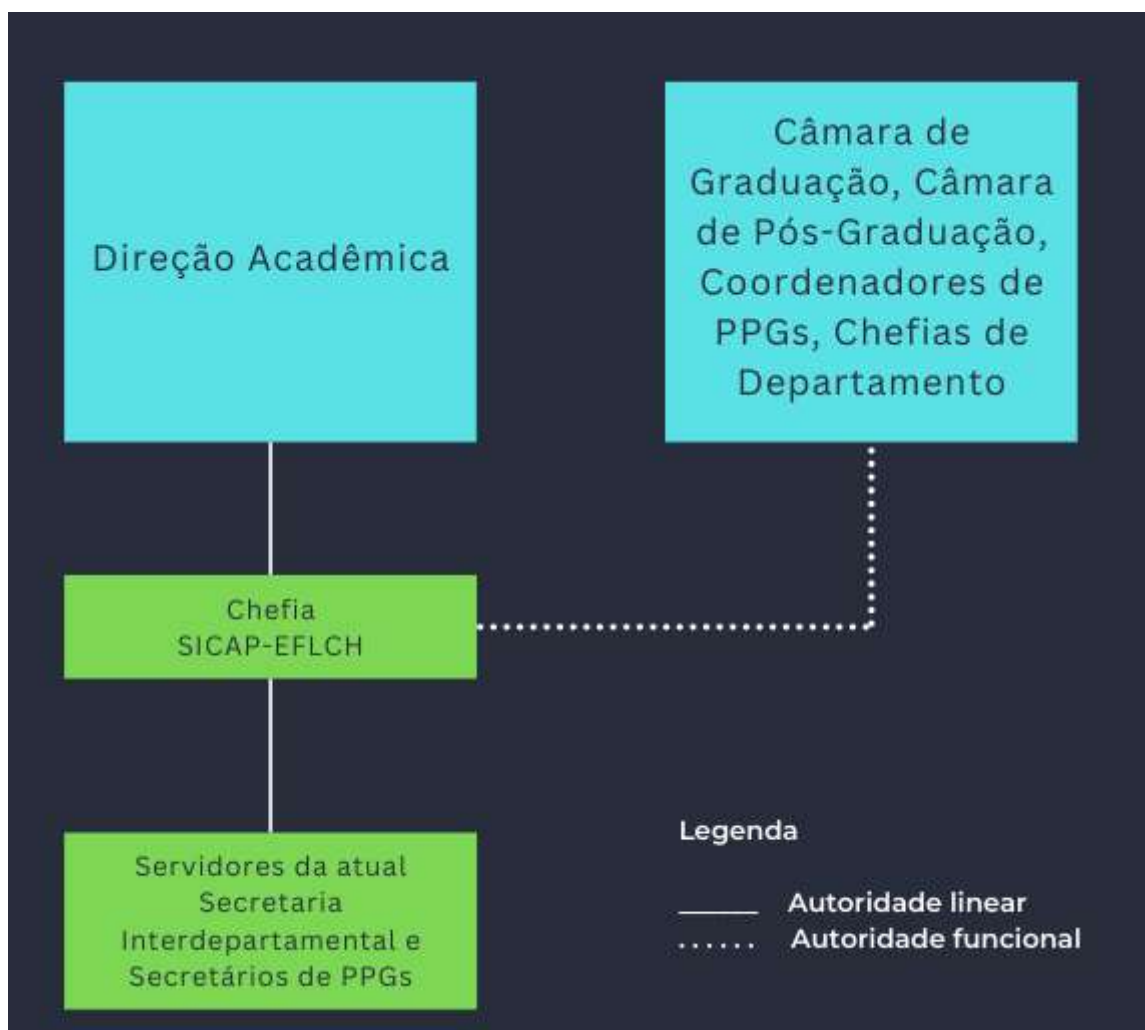 Direção Acadêmica
Câmara de
Graduação, Câmara
de Pós-Graduação,
Coordenadores de
PPGs, Chefias de
Departamento
Chefia
SICAP-EFLCH
Servidores da atual
Secretaria
Interdepartamental e
Secretários de PPGs
Legenda
Autoridade linear
Autoridade funcional